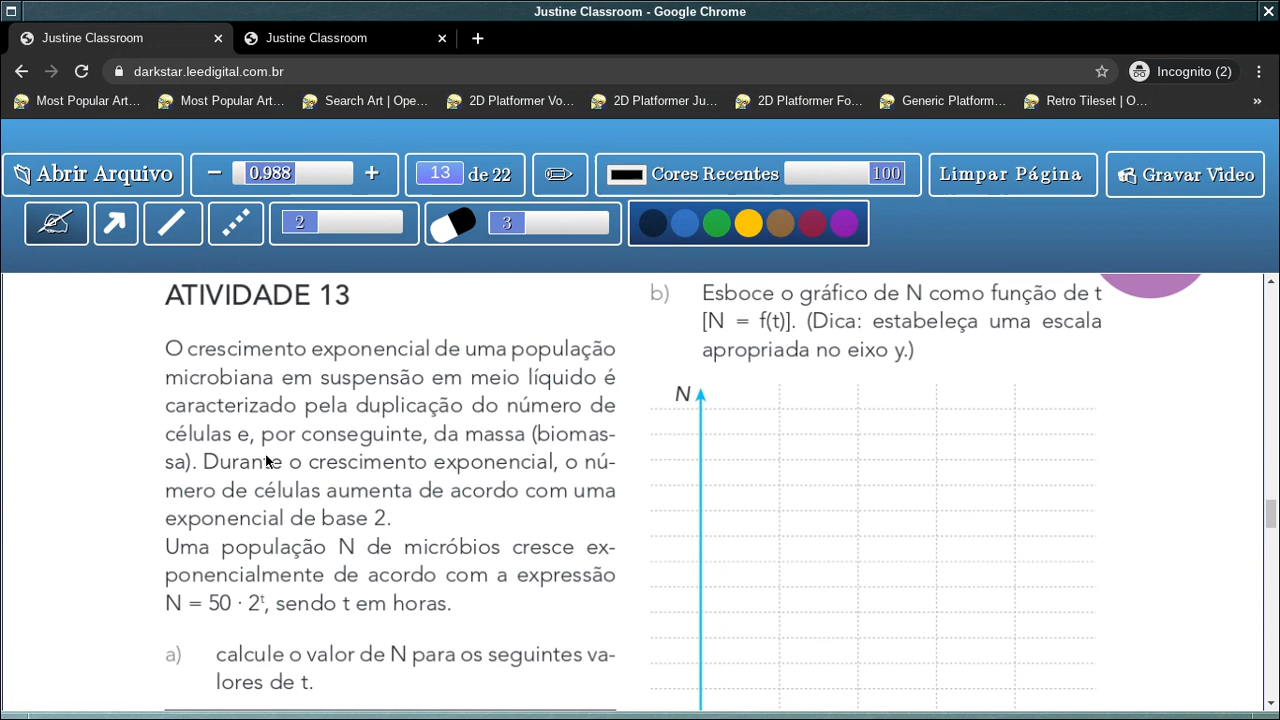 Justine Classroom - Google Chrome
Justine Classroom
Justine Classroom
darkstar.leedigital.com.br
Incognito (2)
Most Popular Art…
Most Popular Art…
Search Art | Ope…
2D Platformer Vo…
2D Platformer Ju…
2D Platformer Fo…
Generic Platform…
Retro Tileset | O…
»
Abrir Arquivo
− 0,988 +
13 de 22
Cores Recentes 100
Limpar Página
Gravar Video
2
3
ATIVIDADE 13
O crescimento exponencial de uma população
microbiana em suspensão em meio líquido é
caracterizado pela duplicação do número de
células e, por conseguinte, da massa (biomas-
sa). Durante o crescimento exponencial, o nú-
mero de células aumenta de acordo com uma
exponencial de base 2.
Uma população N de micróbios cresce ex-
ponencialmente de acordo com a expressão
N = 50 · 2ᵗ, sendo t em horas.
a) calcule o valor de N para os seguintes va-
lores de t.
b) Esboce o gráfico de N como função de t
[N = f(t)]. (Dica: estabeleça uma escala
apropriada no eixo y.)
N